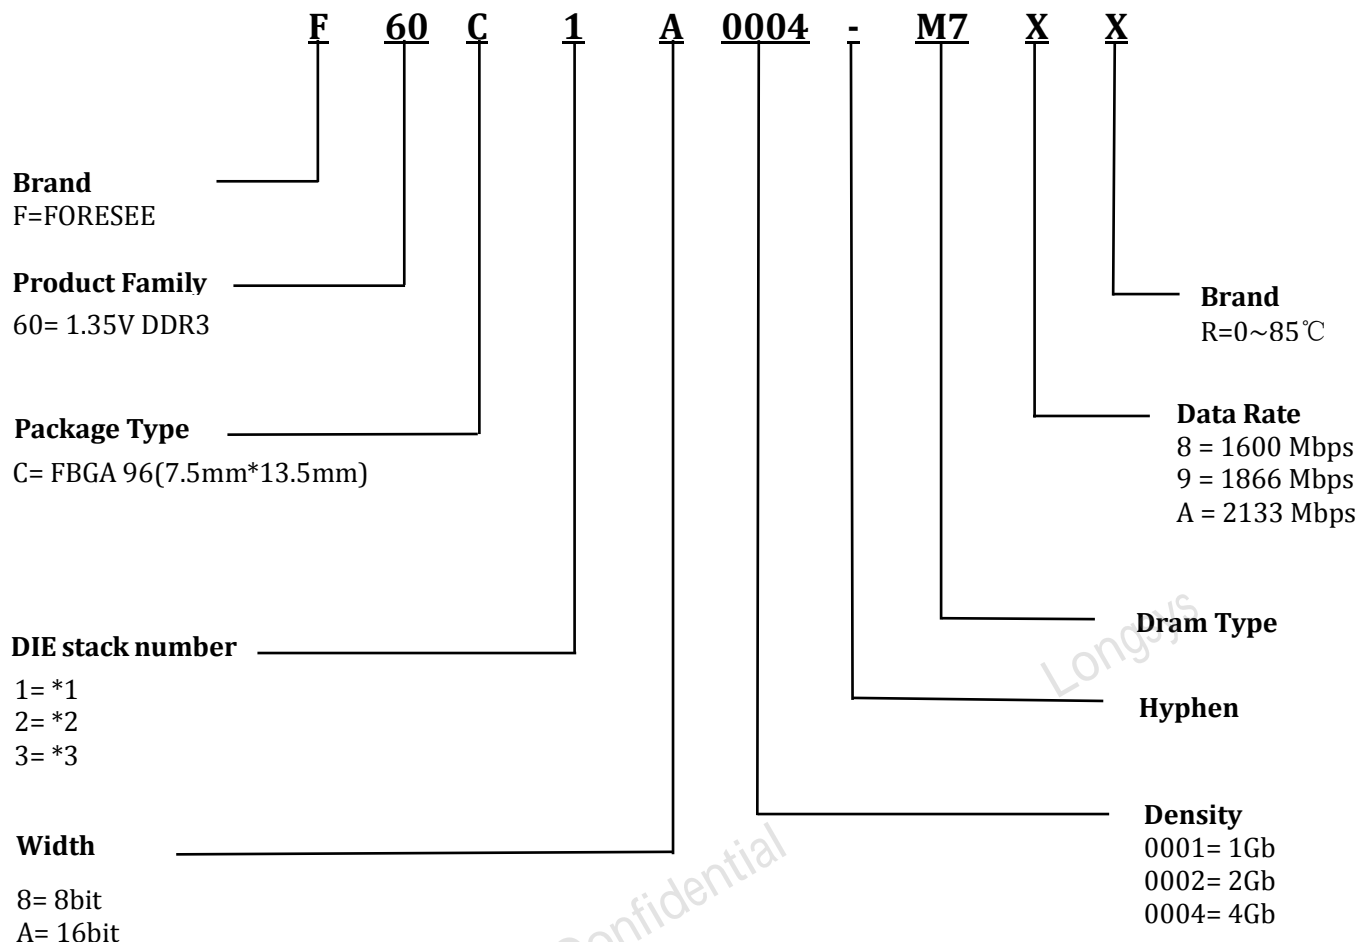 F 60 C 1 A 0004 - M7 X X
Brand
F=FORESEE
Product Family
60= 1.35V DDR3
Package Type
C= FBGA 96(7.5mm*13.5mm)
DIE stack number
1= *1
2= *2
3= *3
Width
8= 8bit
A= 16bit
Brand
R=0~85℃
Data Rate
8 = 1600 Mbps
9 = 1866 Mbps
A = 2133 Mbps
Dram Type
Hyphen
Density
0001= 1Gb
0002= 2Gb
0004= 4Gb
Longsys
Confidential